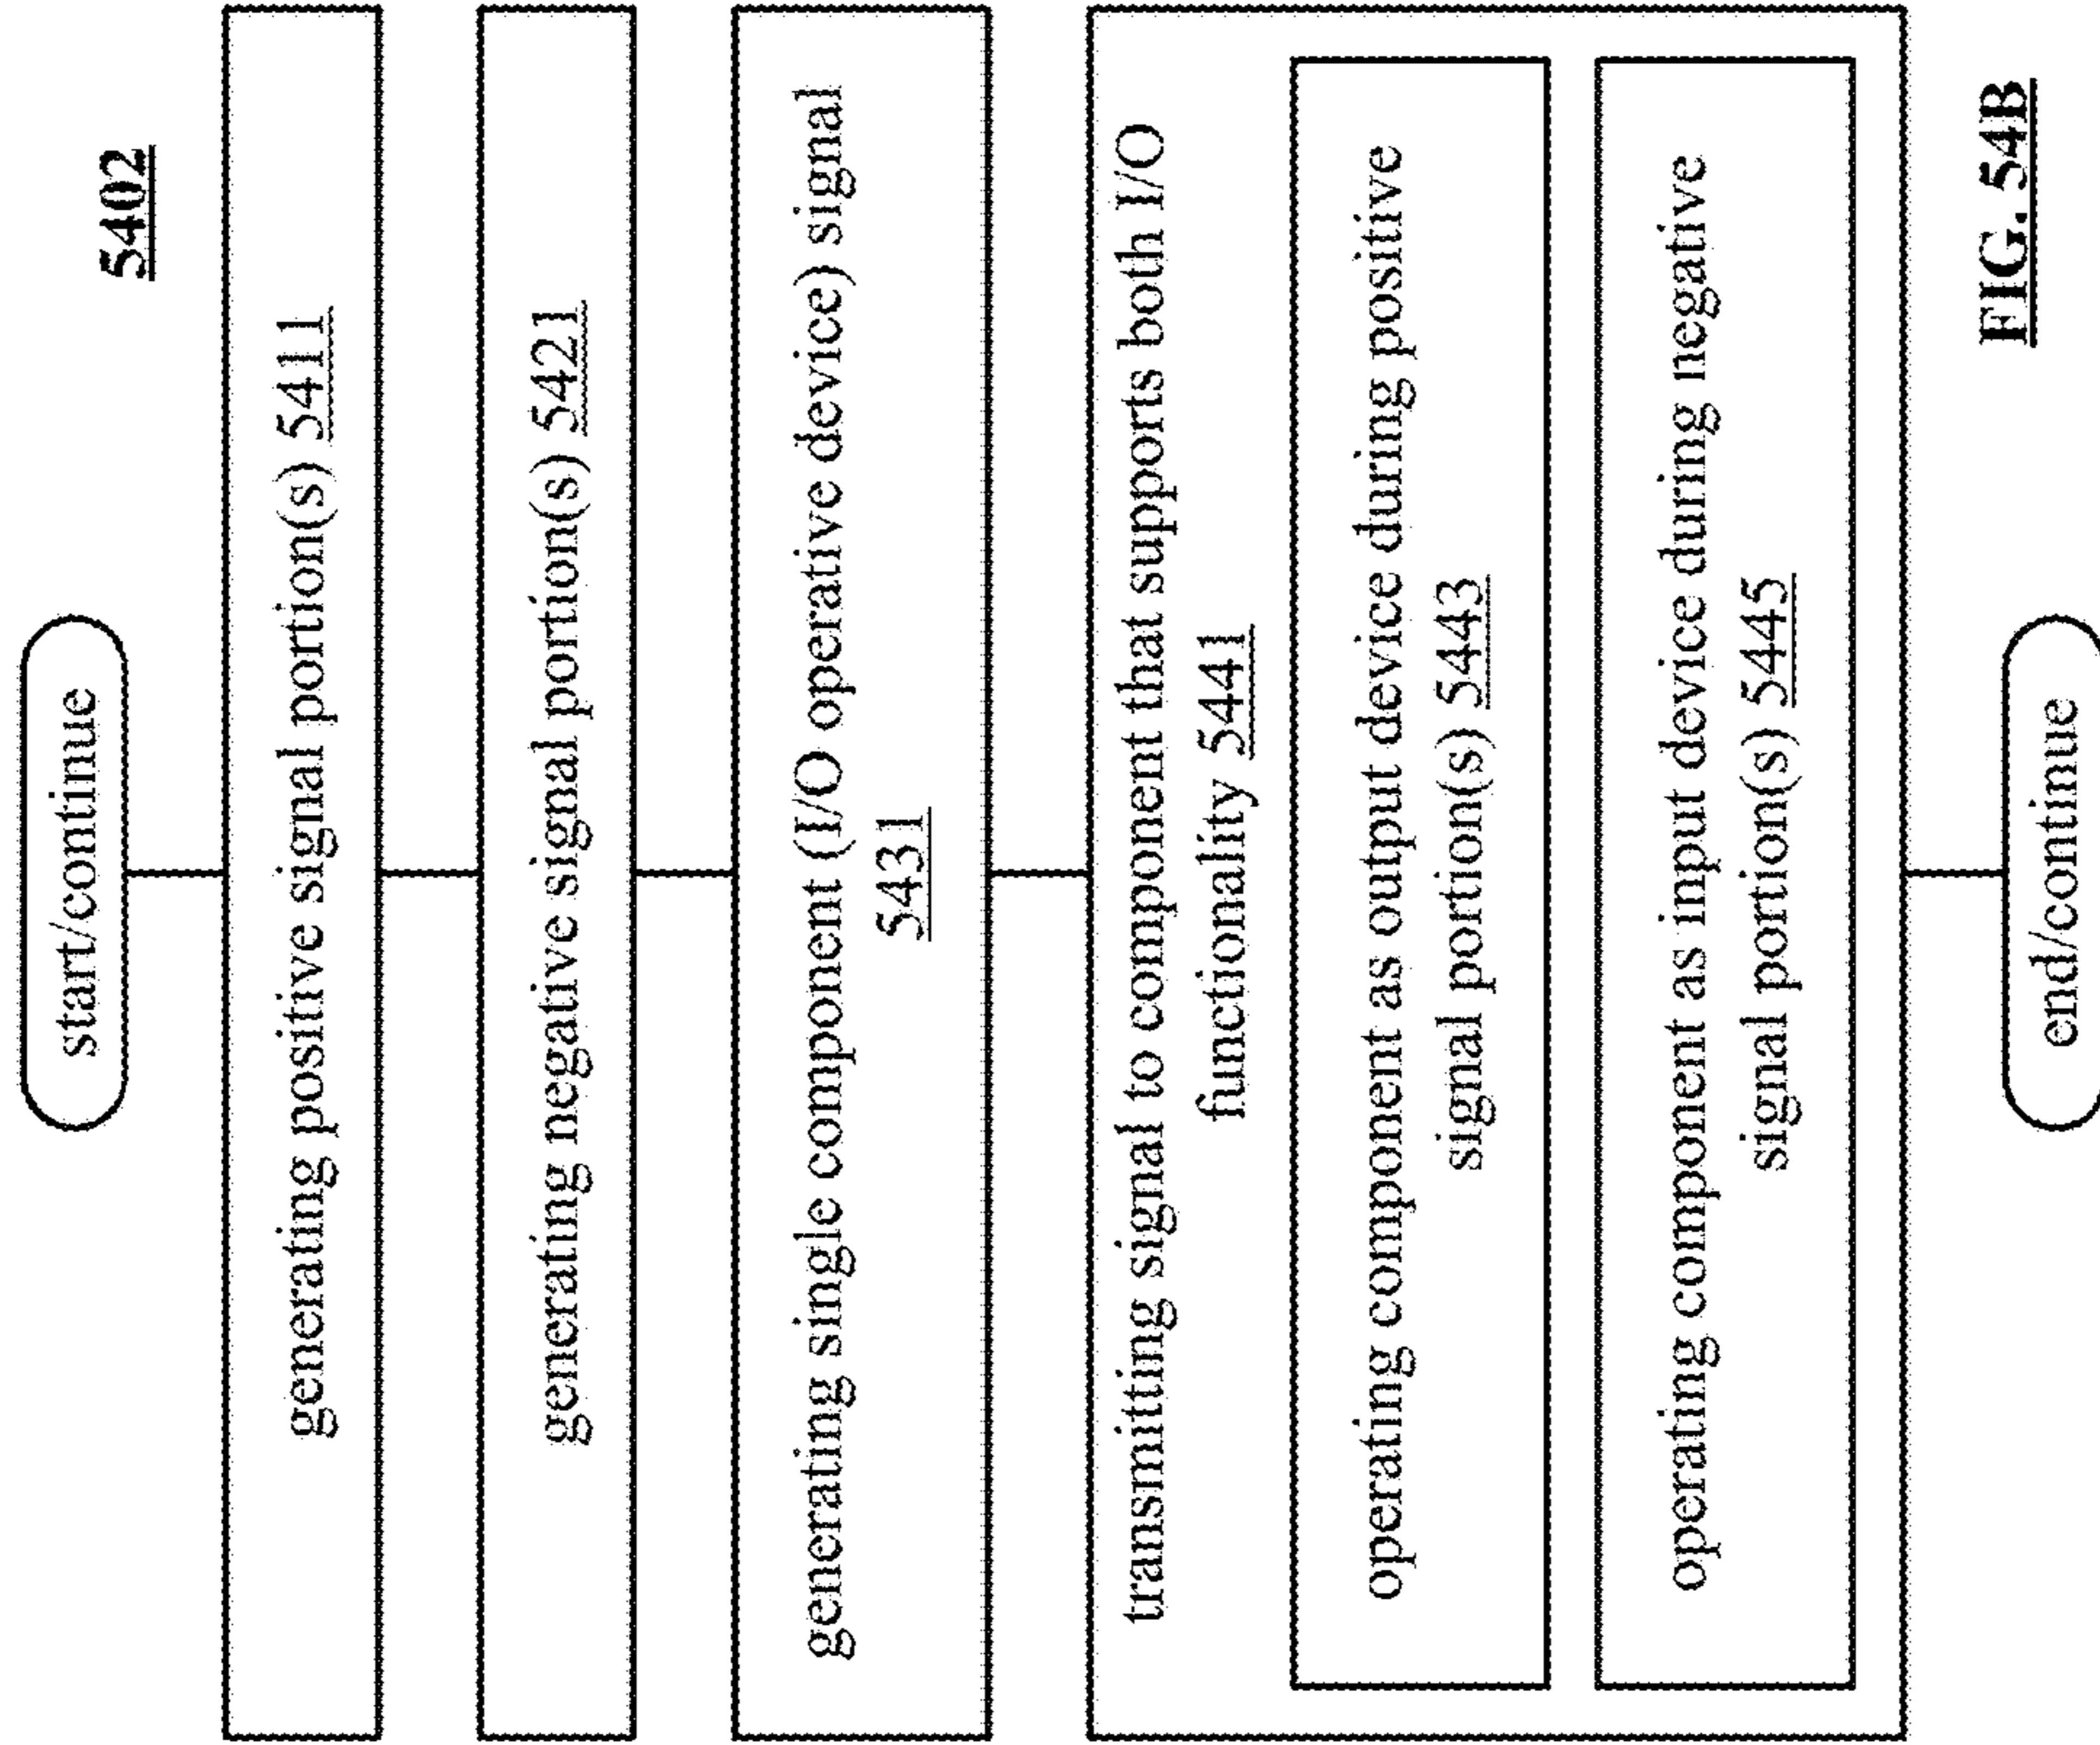 5402
start/continue
generating positive signal portion(s) 5411
generating negative signal portion(s) 5421
generating single component (I/O operative device) signal
5431
transmitting signal to component that supports both I/O
functionality 5441
operating component as output device during positive
signal portion(s) 5443
operating component as input device during negative
signal portion(s) 5445
end/continue
FIG. 54B